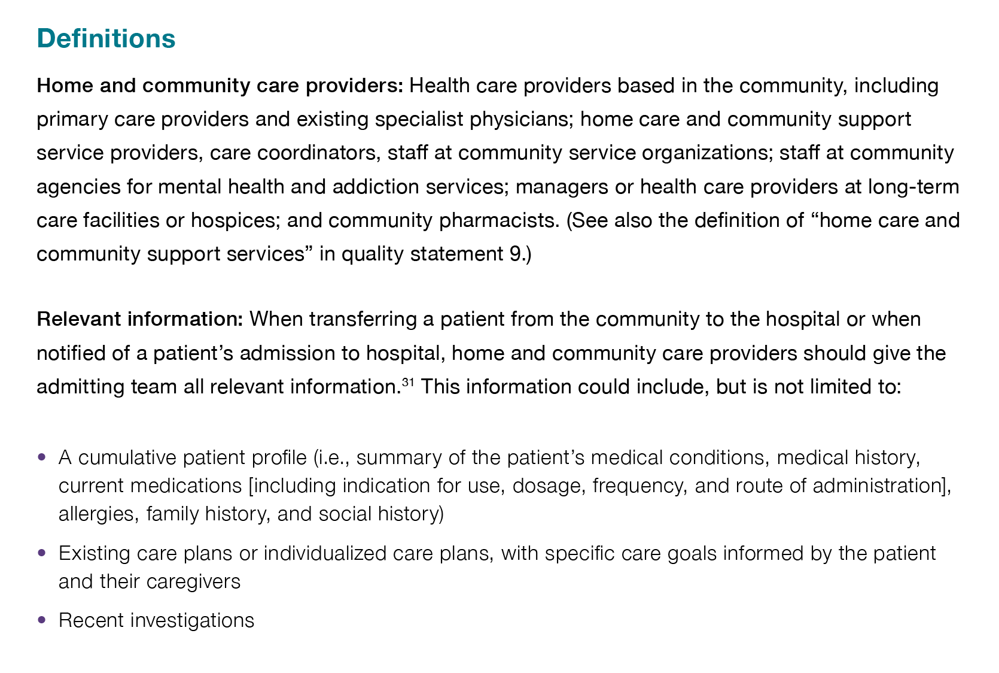 Definitions
Home and community care providers: Health care providers based in the community, including
primary care providers and existing specialist physicians; home care and community support
service providers, care coordinators, staff at community service organizations; staff at community
agencies for mental health and addiction services; managers or health care providers at long-term
care facilities or hospices; and community pharmacists. (See also the definition of “home care and
community support services” in quality statement 9.)
Relevant information: When transferring a patient from the community to the hospital or when
notified of a patient’s admission to hospital, home and community care providers should give the
admitting team all relevant information.³¹ This information could include, but is not limited to:
• A cumulative patient profile (i.e., summary of the patient’s medical conditions, medical history,
current medications [including indication for use, dosage, frequency, and route of administration],
allergies, family history, and social history)
• Existing care plans or individualized care plans, with specific care goals informed by the patient
and their caregivers
• Recent investigations